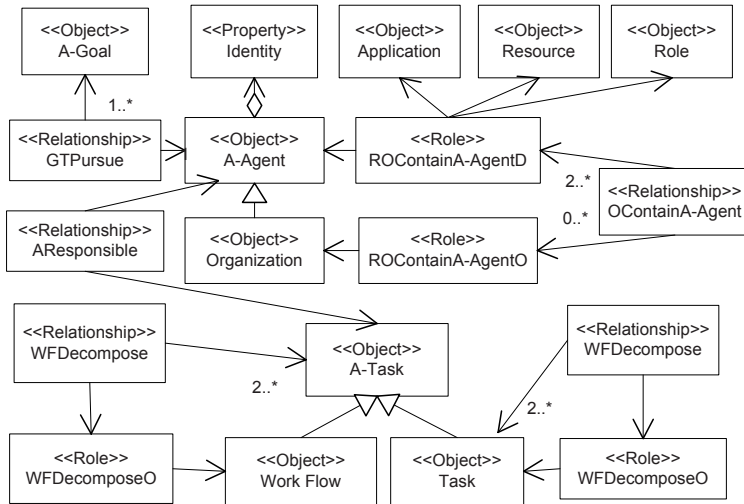 <<Object>>
A-Goal
<<Property>>
Identity
<<Object>>
Application
<<Object>>
Resource
<<Object>>
Role
1..*
<<Relationship>>
GTPursue
<<Object>>
A-Agent
<<Role>>
ROContainA-AgentD
2..*
<<Relationship>>
OContainA-Agent
0..*
<<Relationship>>
AResponsible
<<Object>>
Organization
<<Role>>
ROContainA-AgentO
<<Relationship>>
WFDecompose
<<Object>>
A-Task
<<Relationship>>
WFDecompose
2..*
2..*
<<Role>>
WFDecomposeO
<<Object>>
Work Flow
<<Object>>
Task
<<Role>>
WFDecomposeO